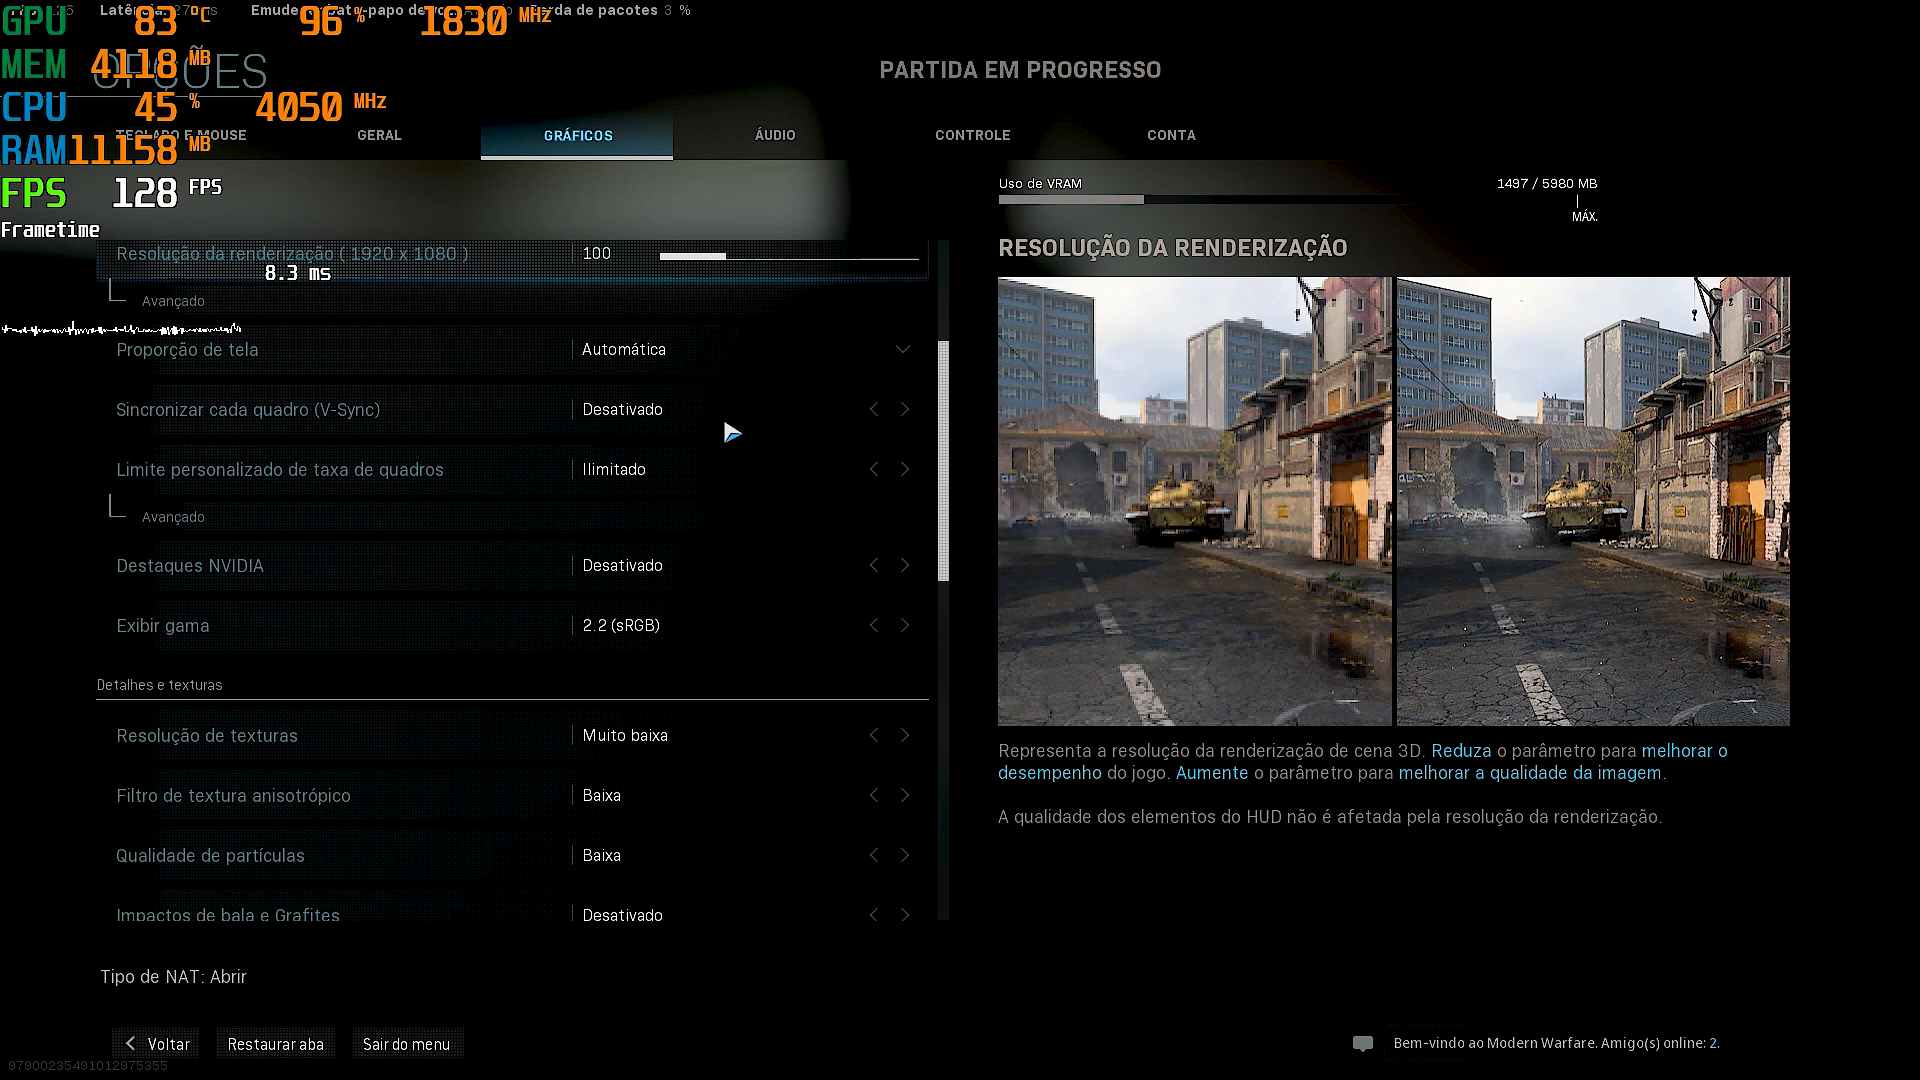 GPU 83 °C 96 % 1830 MHz
Latência
3 %
MEM 4118 MB
OPÇÕES
PARTIDA EM PROGRESSO
CPU 45 % 4050 MHz
TECLADO E MOUSE
GERAL
GRÁFICOS
ÁUDIO
CONTROLE
CONTA
RAM 11158 MB
FPS 128 FPS
Frametime
8.3 ms
Resolução da renderização ( 1920 x 1080 ) 100
Avançado
Proporção de tela Automática
Sincronizar cada quadro (V-Sync) Desativado
Limite personalizado de taxa de quadros Ilimitado
Avançado
Destaques NVIDIA Desativado
Exibir gama 2.2 (sRGB)
Detalhes e texturas
Resolução de texturas Muito baixa
Filtro de textura anisotrópico Baixa
Qualidade de partículas Baixa
Impactos de bala e Grafites Desativado
Uso de VRAM 1497 / 5980 MB
MÁX.
RESOLUÇÃO DA RENDERIZAÇÃO
Representa a resolução da renderização de cena 3D. Reduza o parâmetro para melhorar o
desempenho do jogo. Aumente o parâmetro para melhorar a qualidade da imagem.
A qualidade dos elementos do HUD não é afetada pela resolução da renderização.
Tipo de NAT: Abrir
Voltar
Restaurar aba
Sair do menu
Bem-vindo ao Modern Warfare. Amigo(s) online: 2.
97900235491012975355